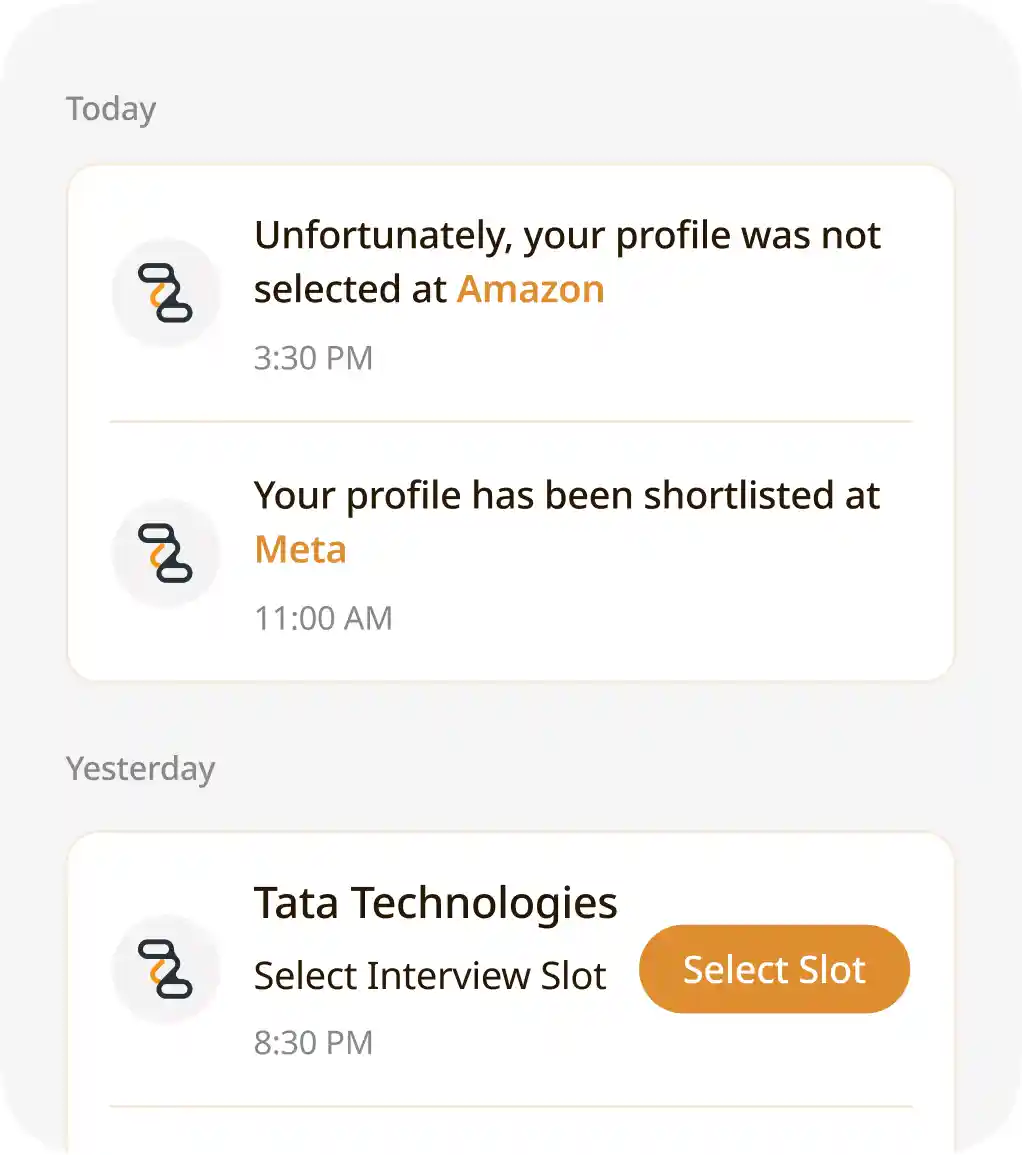 Today
Unfortunately, your profile was not
selected at Amazon
3:30 PM
Your profile has been shortlisted at
Meta
11:00 AM
Yesterday
Tata Technologies
Select Interview Slot
Select Slot
8:30 PM